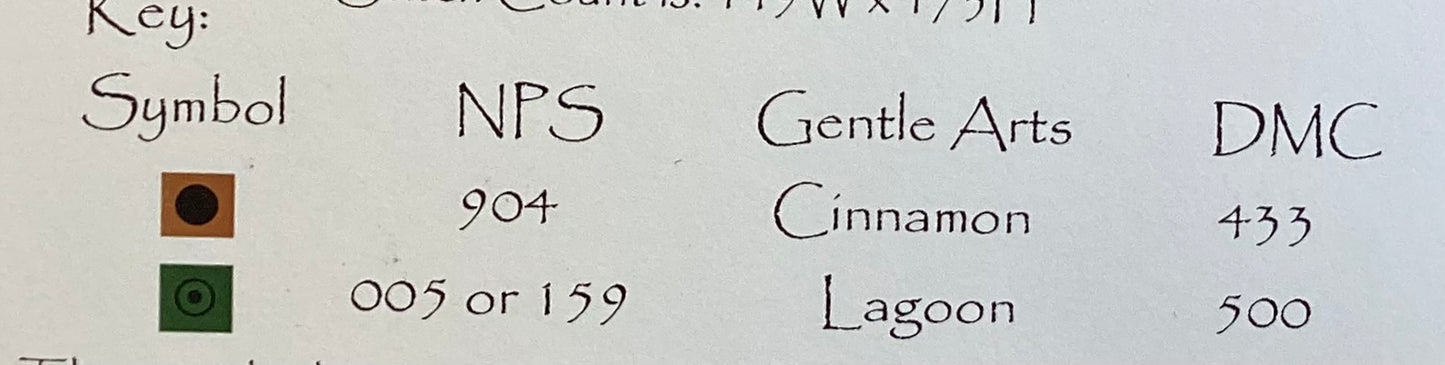 Key:
Symbol NPS Gentle Arts DMC
904 Cinnamon 433
005 or 159 Lagoon 500